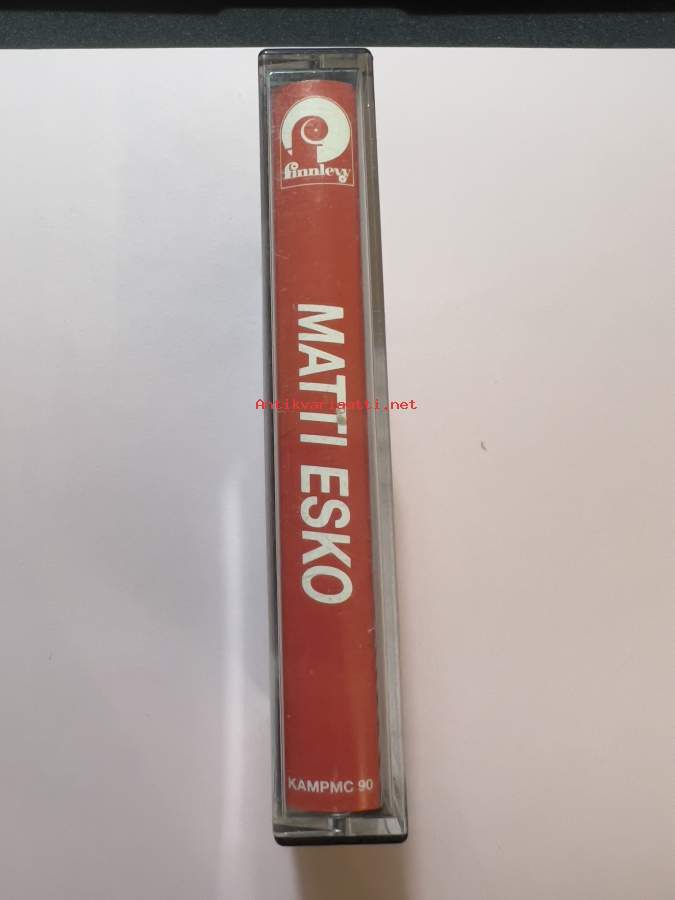 finnlevy
MATTI ESKO
Antikvariaatti.net
KAMPMC 90